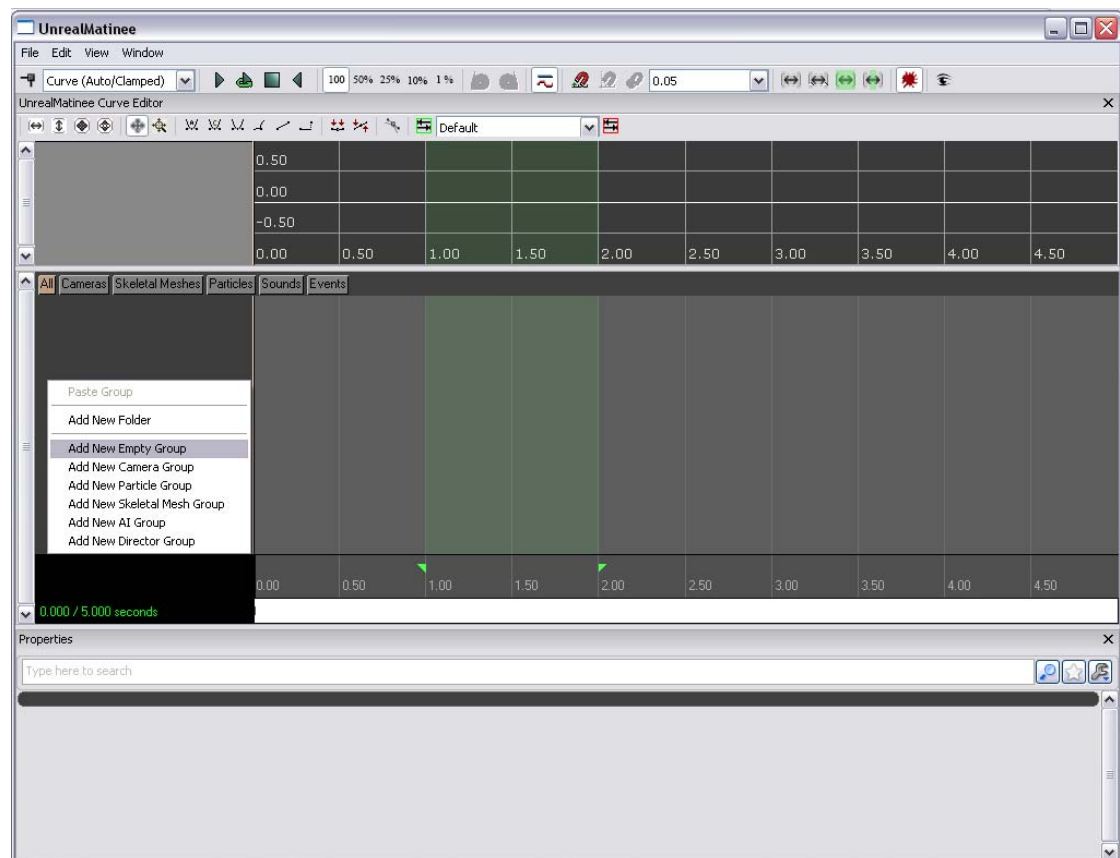 UnrealMatinee
File Edit View Window
Curve (Auto/Clamped) 100 50% 25% 10% 1% 0.05
UnrealMatinee Curve Editor
Default
0.50
0.00
-0.50
0.00 0.50 1.00 1.50 2.00 2.50 3.00 3.50 4.00 4.50
All Cameras Skeletal Meshes Particles Sounds Events
Paste Group
Add New Folder
Add New Empty Group
Add New Camera Group
Add New Particle Group
Add New Skeletal Mesh Group
Add New AI Group
Add New Director Group
0.00 0.50 1.00 1.50 2.00 2.50 3.00 3.50 4.00 4.50
0.000 / 5.000 seconds
Properties
Type here to search